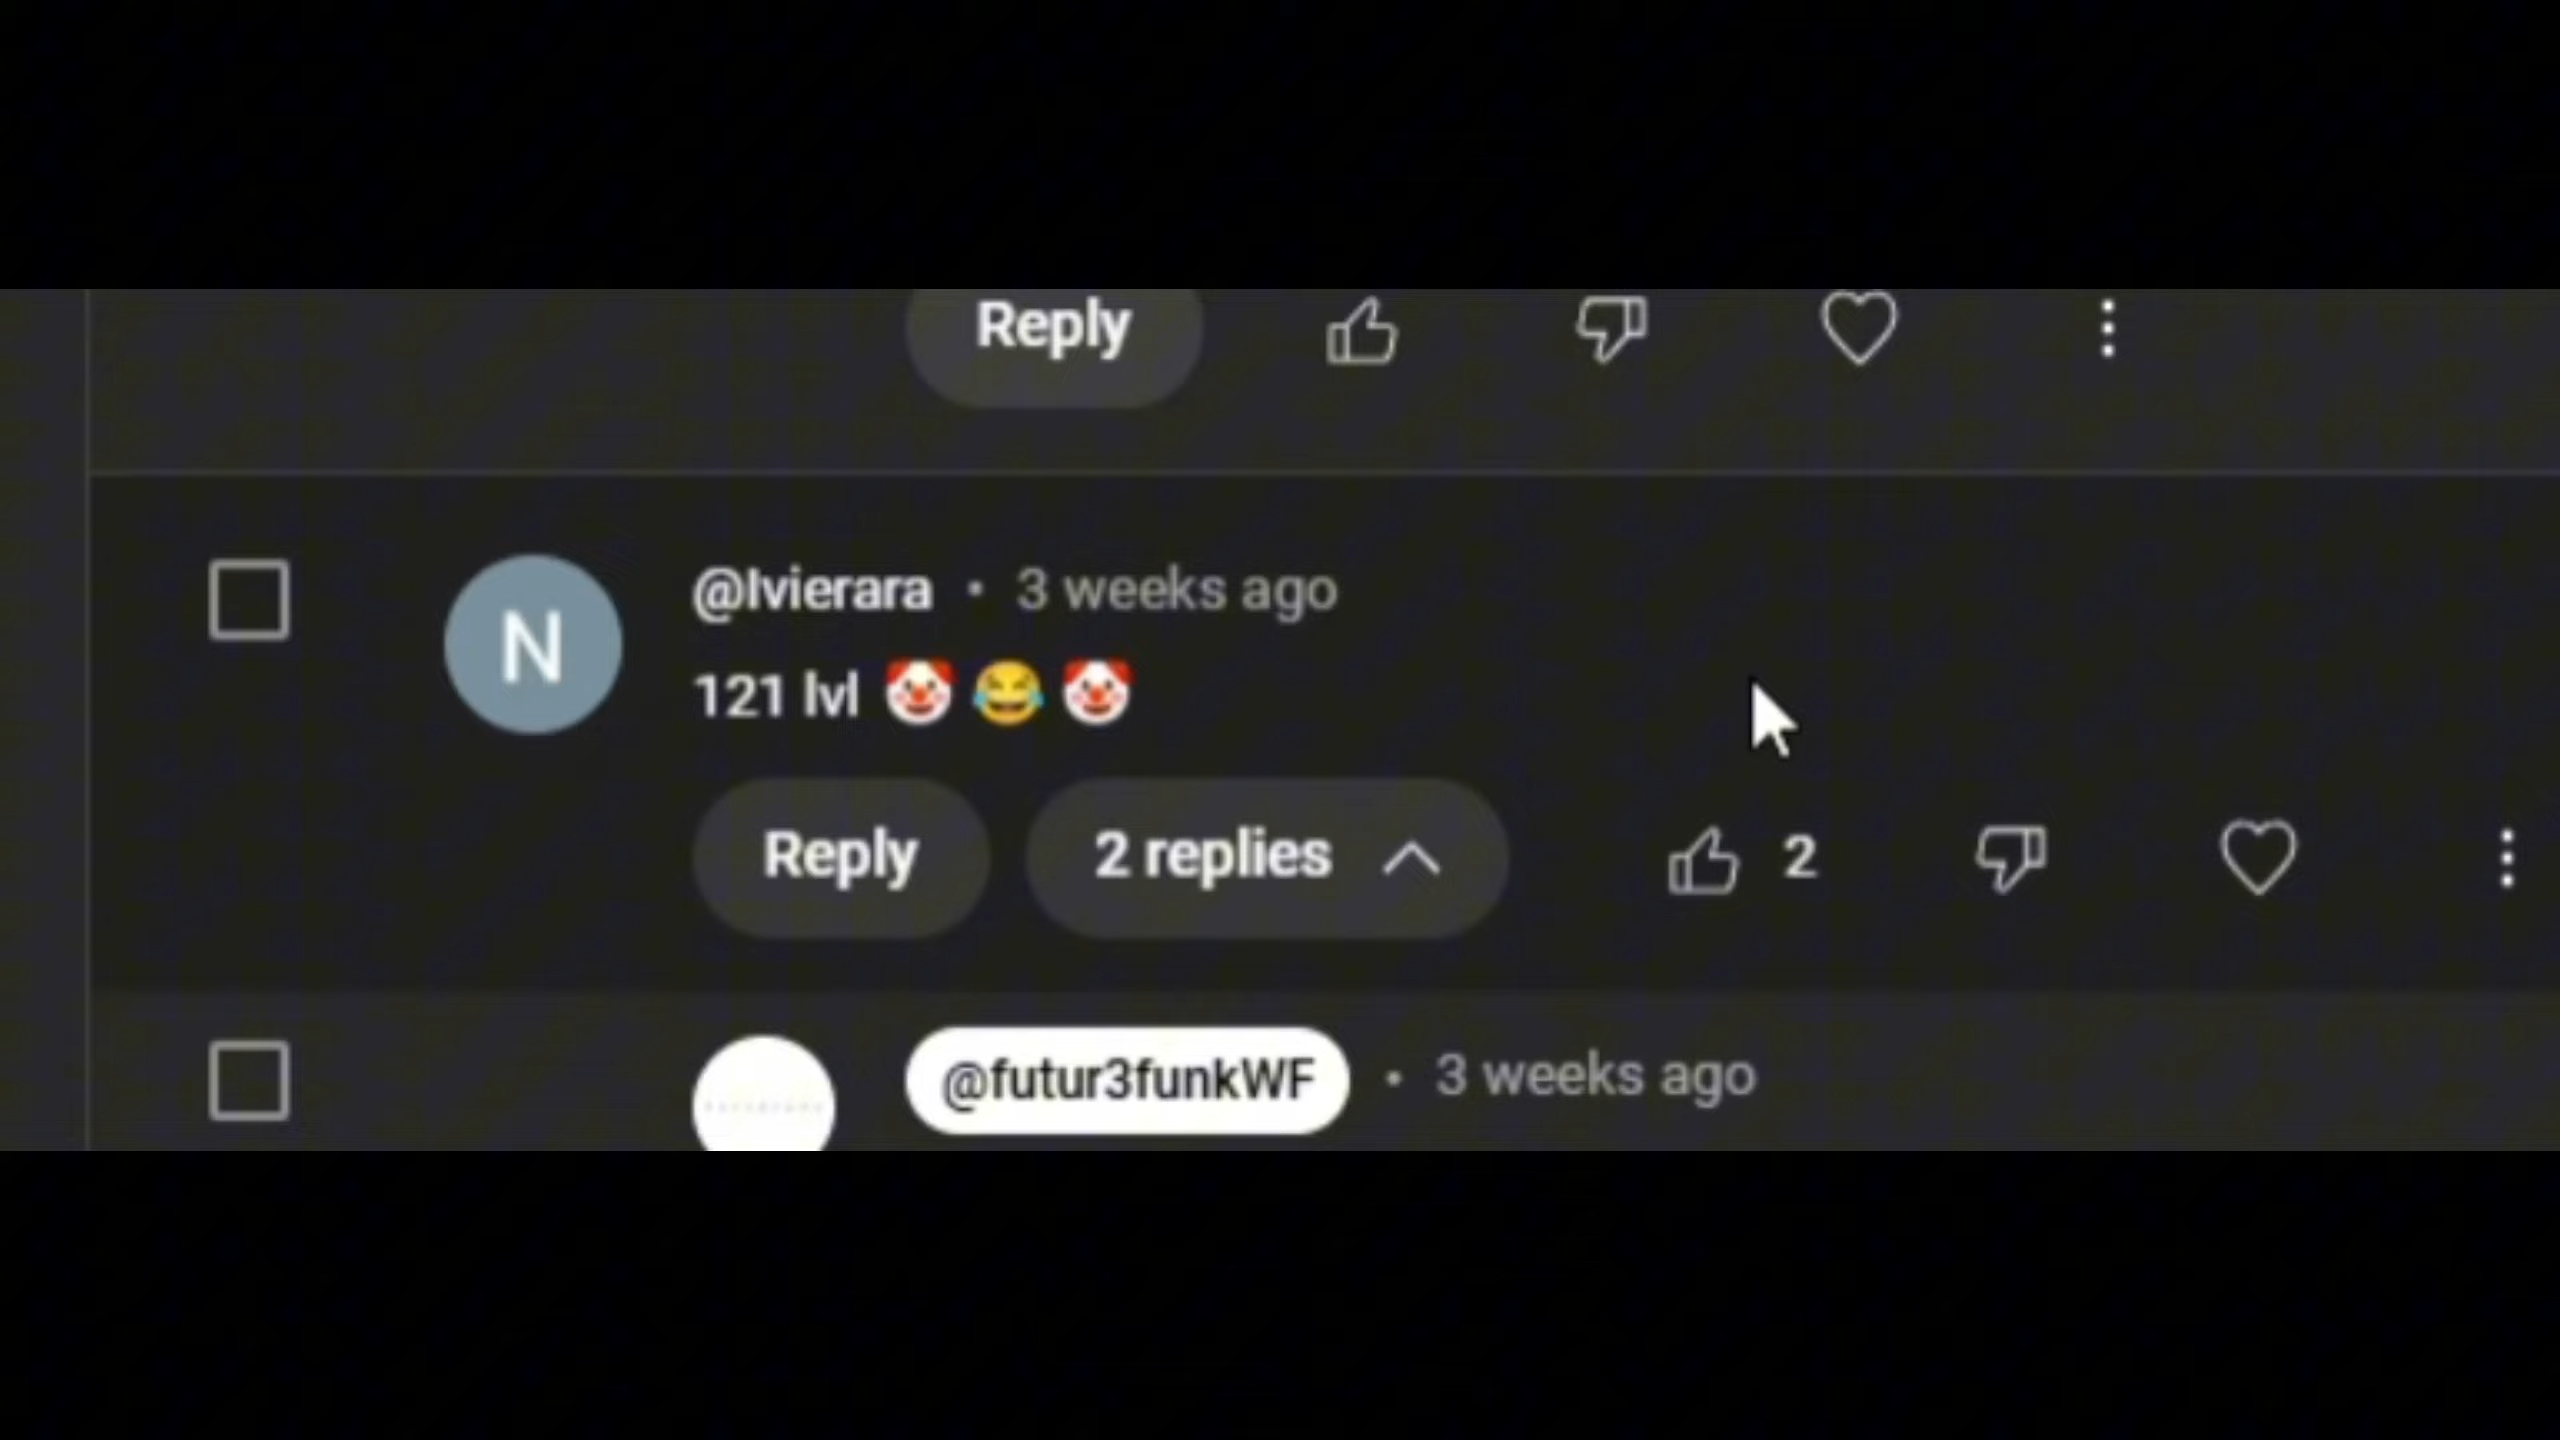 Reply
N
@lvierara • 3 weeks ago
121 lvl 🤡 😂 🤡
Reply 2 replies 2
@futur3funkWF • 3 weeks ago